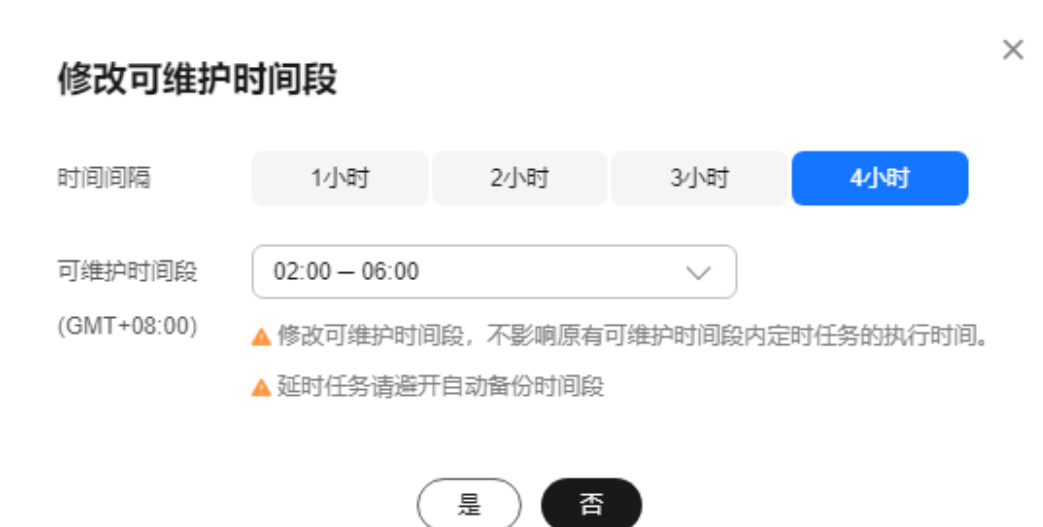 修改可维护时间段
时间间隔 1小时 2小时 3小时 4小时
可维护时间段 02:00 — 06:00
(GMT+08:00) 修改可维护时间段，不影响原有可维护时间段内定时任务的执行时间。
延时任务请避开自动备份时间段
是 否